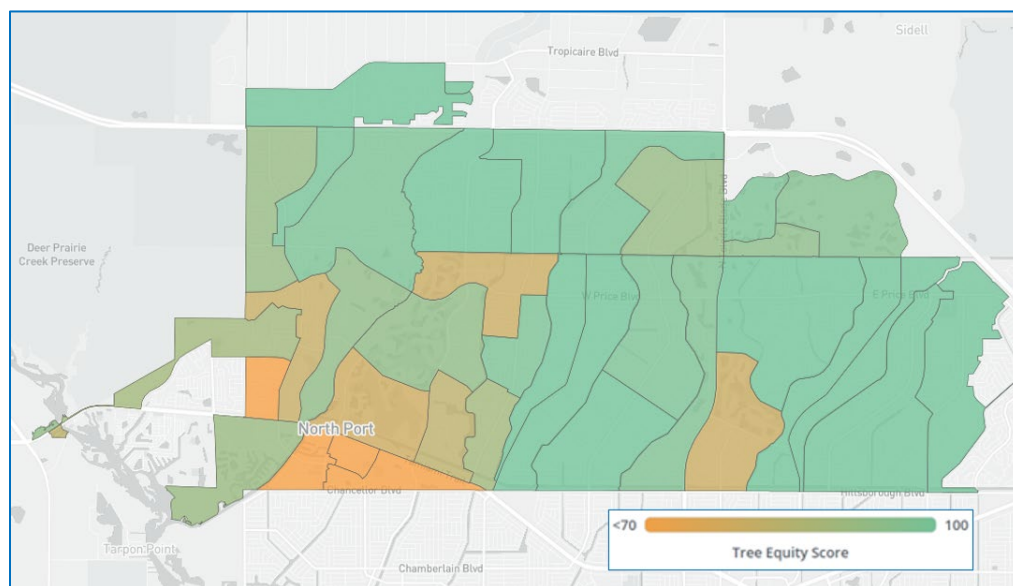 Sidell
Tropicaire Blvd
Deer Prairie
Creek Preserve
W Price Blvd
E Price Blvd
North Port
Chancellor Blvd
Hillsborough Blvd
Tarpon Point
Chamberlain Blvd
<70
100
Tree Equity Score